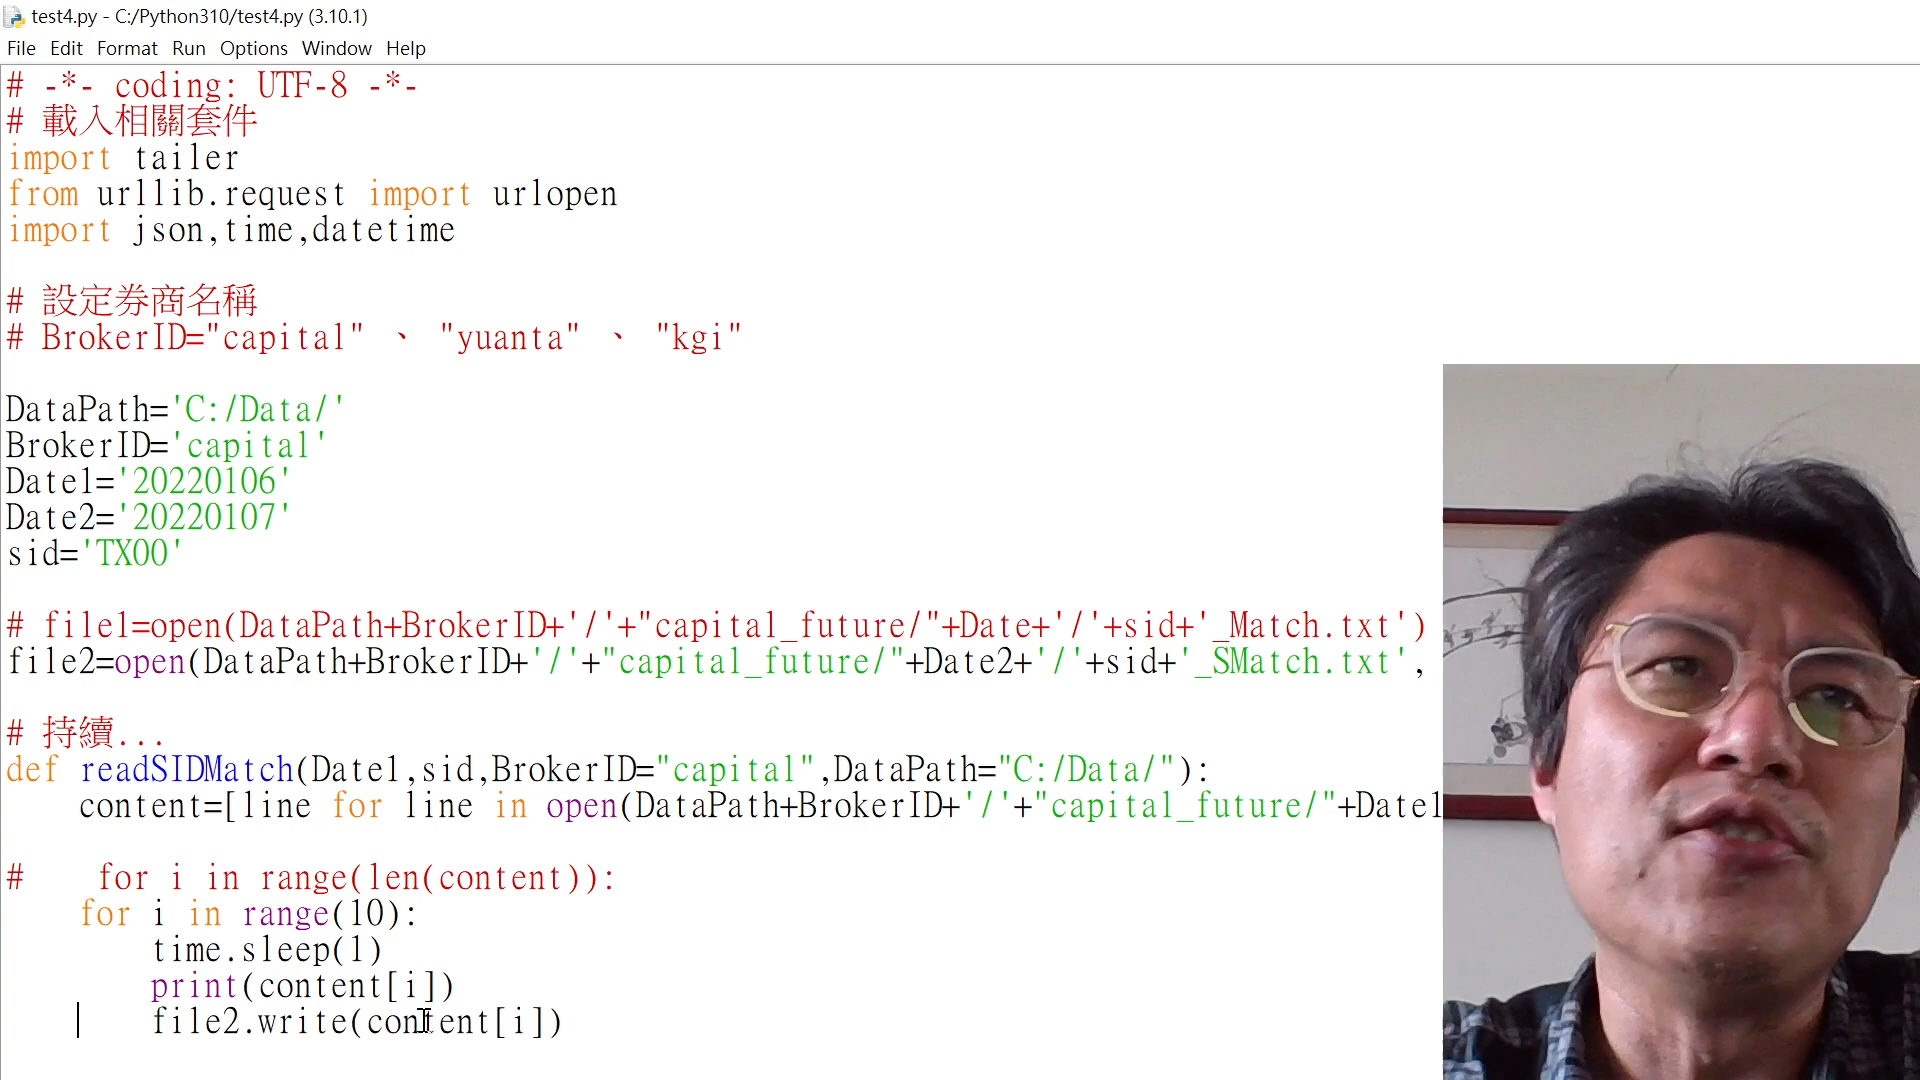 test4.py - C:/Python310/test4.py (3.10.1)
File Edit Format Run Options Window Help
# -*- coding: UTF-8 -*-
# 載入相關套件
import tailer
from urllib.request import urlopen
import json,time,datetime
# 設定券商名稱
# BrokerID="capital" 、 "yuanta" 、 "kgi"
DataPath='C:/Data/'
BrokerID='capital'
Date1='20220106'
Date2='20220107'
sid='TX00'
# file1=open(DataPath+BrokerID+'/'+"capital_future/"+Date+'/'+sid+'_Match.txt')
file2=open(DataPath+BrokerID+'/'+"capital_future/"+Date2+'/'+sid+'_SMatch.txt',
# 持續...
def readSIDMatch(Date1,sid,BrokerID="capital",DataPath="C:/Data/"):
content=[line for line in open(DataPath+BrokerID+'/'+"capital_future/"+Date1
# for i in range(len(content)):
for i in range(10):
time.sleep(1)
print(content[i])
file2.write(content[i])